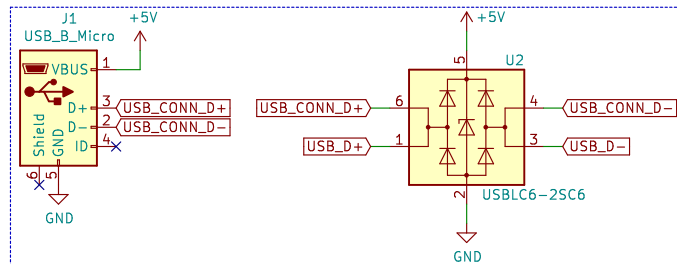 J1
USB_B_Micro
+5V
VBUS
1
D+
3
USB_CONN_D+
D-
2
USB_CONN_D-
ID
4
Shield
GND
6
5
GND
+5V
5
U2
USB_CONN_D+
6
4
USB_CONN_D-
USB_D+
1
3
USB_D-
2
USBLC6-2SC6
GND